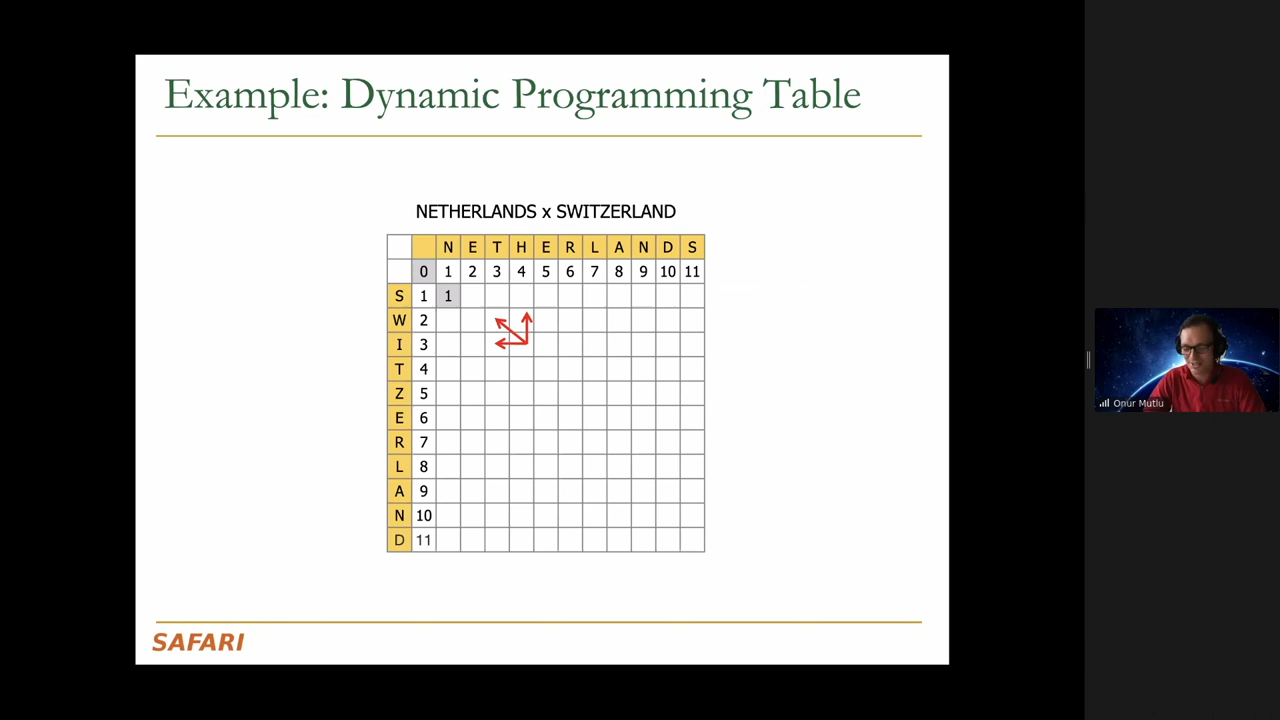 Example: Dynamic Programming Table
NETHERLANDS x SWITZERLAND
N E T H E R L A N D S
0 1 2 3 4 5 6 7 8 9 10 11
S 1 1
W 2
I 3
T 4
Z 5
E 6
R 7
L 8
A 9
N 10
D 11
Onur Mutlu
SAFARI